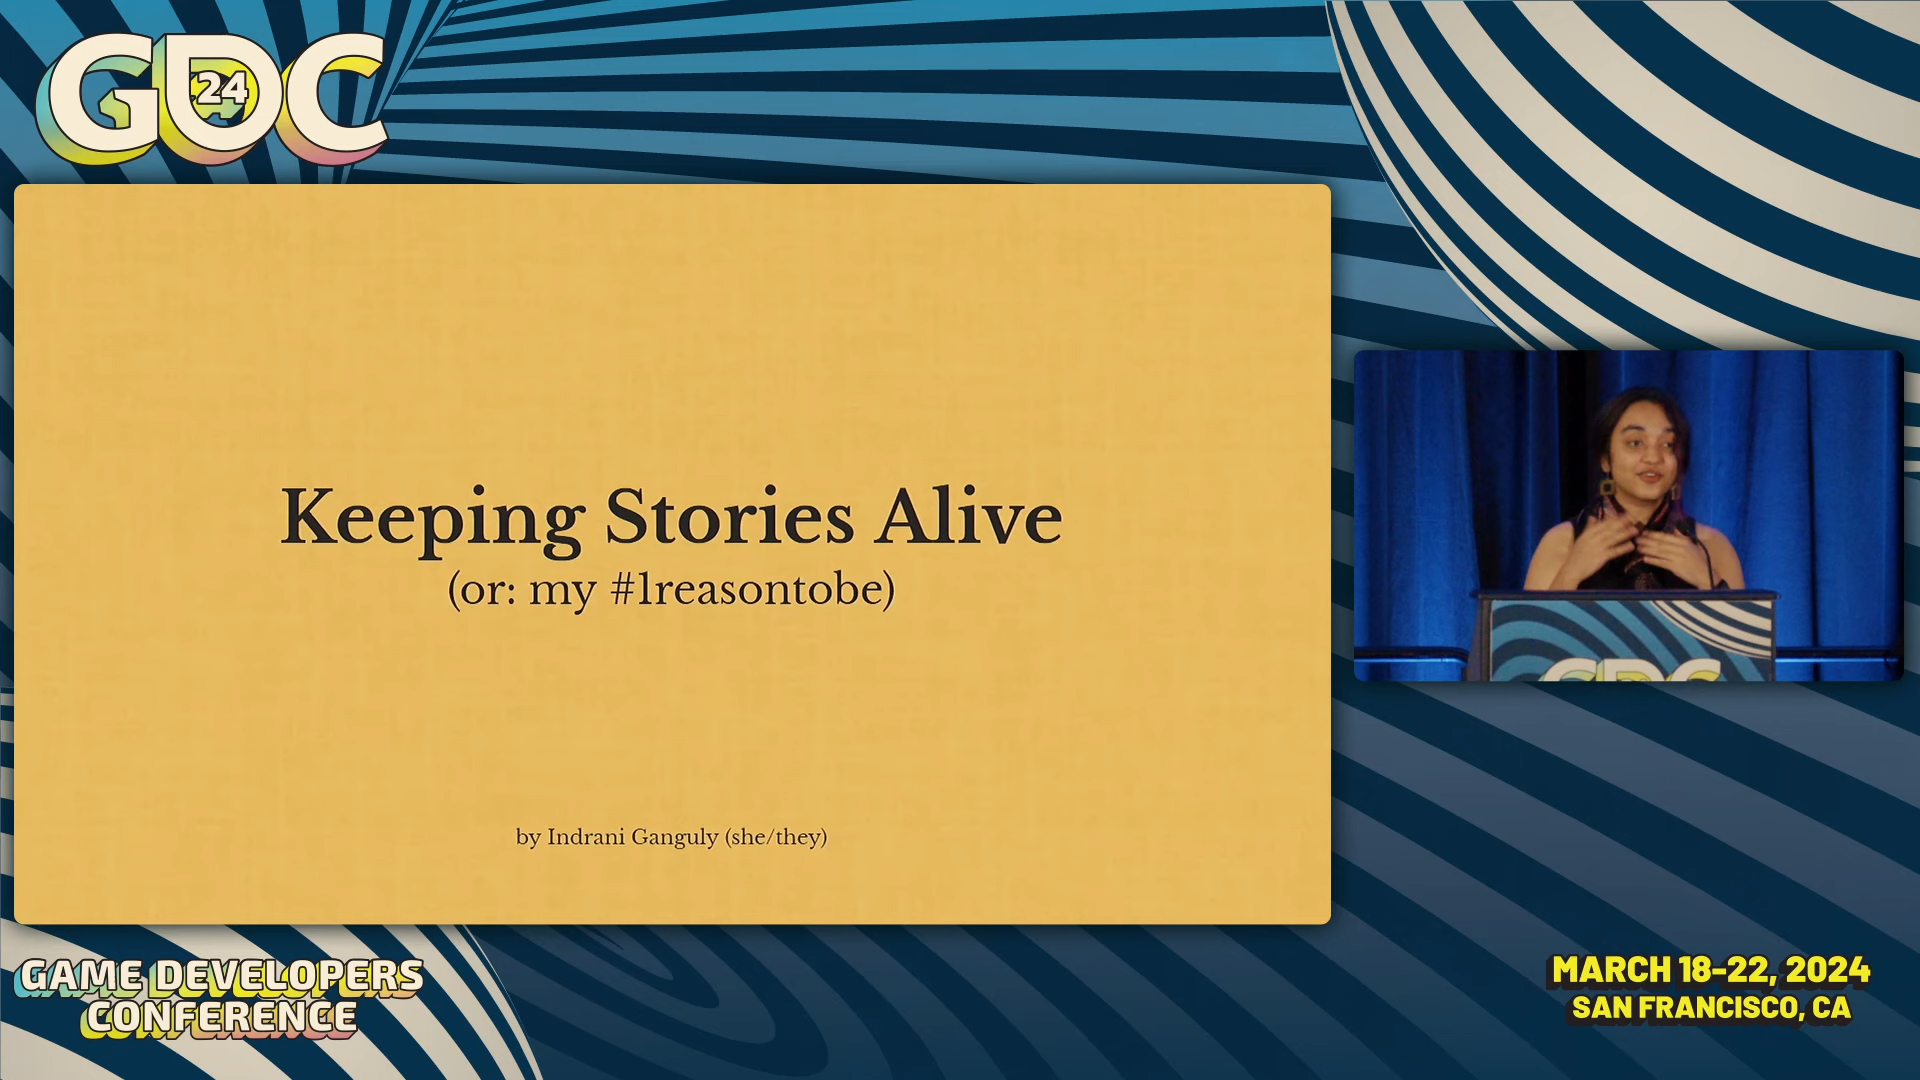 GDC
24
Keeping Stories Alive
(or: my #1reasontobe)
by Indrani Ganguly (she/they)
GDC
GAME DEVELOPERS
CONFERENCE
MARCH 18-22, 2024
SAN FRANCISCO, CA